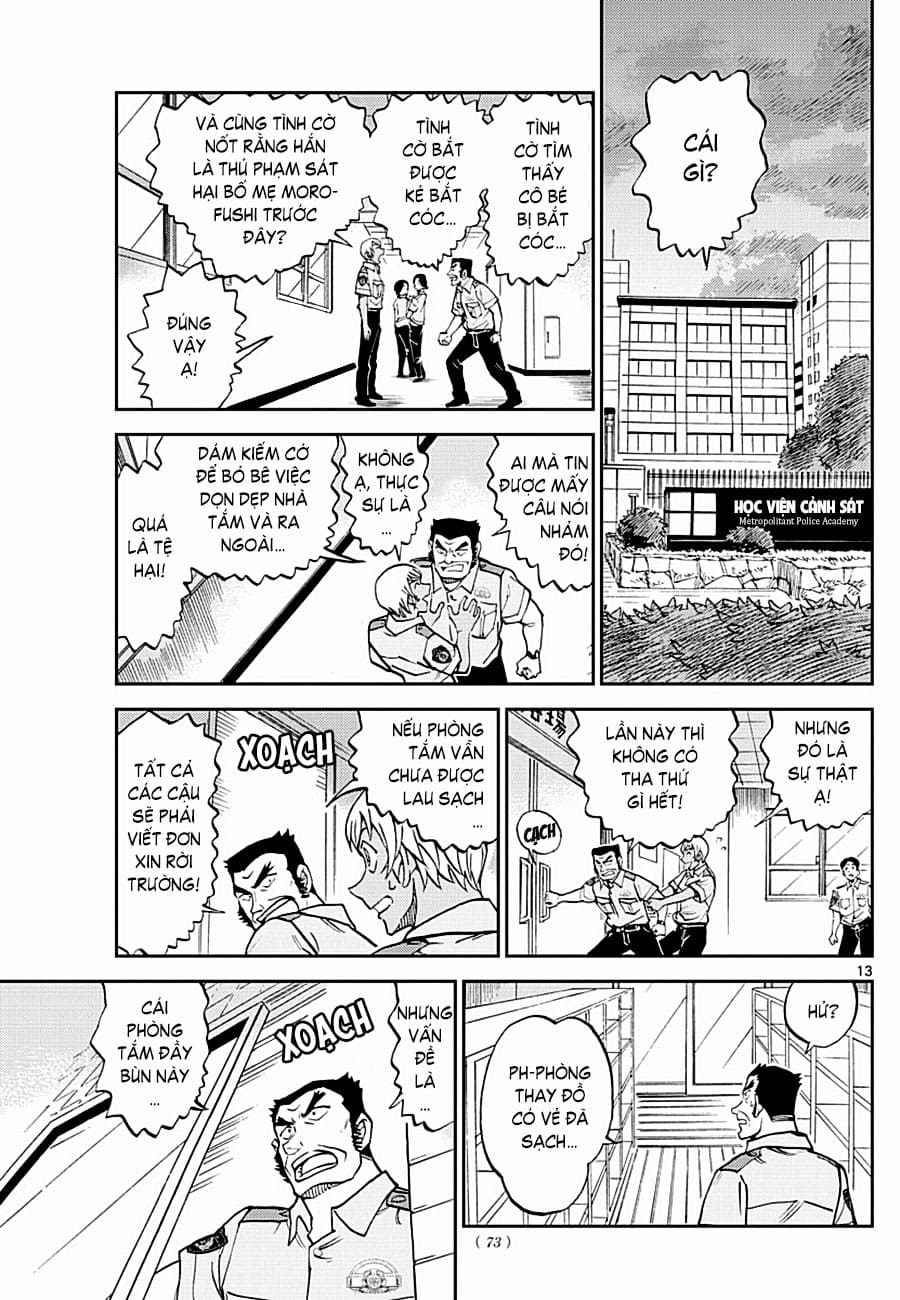 CÁI
GÌ?
HỌC VIỆN CẢNH SÁT
Metropolitant Police Academy
TÌNH
CỜ TÌM
THẤY
CÔ BÉ
BỊ BẮT
CÓC...
TÌNH
CỜ BẮT
ĐƯỢC
KẺ BẮT
CÓC...
VÀ CŨNG TÌNH CỜ
NỐT RẰNG HẮN
LÀ THỦ PHẠM SÁT
HẠI BỐ MẸ MORO-
FUSHI TRƯỚC
ĐÂY?
ĐÚNG
VẬY
Ạ!
AI MÀ TIN
ĐƯỢC MẤY
CÂU NÓI
NHẢM
ĐÓ!
KHÔNG
Ạ, THỰC
SỰ LÀ
...
DÁM KIẾM CỚ
ĐỂ BỎ BÊ VIỆC
DỌN DẸP NHÀ
TẮM VÀ RA
NGOÀI...
QUẢ
LÀ TỆ
HẠI!
NHƯNG
ĐÓ LÀ
SỰ THẬT
Ạ!
LẦN NÀY THÌ
KHÔNG CÓ
THA THỨ
GÌ HẾT!
CẠCH
NẾU PHÒNG
TẮM VẪN
CHƯA ĐƯỢC
LAU SẠCH
...
XOẠCH
TẤT CẢ
CÁC CẬU
SẼ PHẢI
VIẾT ĐƠN
XIN RỜI
TRƯỜNG!
13
HỬ?
PH-PHÒNG
THAY ĐỒ
CÓ VẺ ĐÃ
SẠCH...
NHƯNG
VẤN
ĐỀ LÀ
...
XOẠCH
CÁI
PHÒNG
TẮM ĐẦY
BÙN NÀY
...
( 73 )